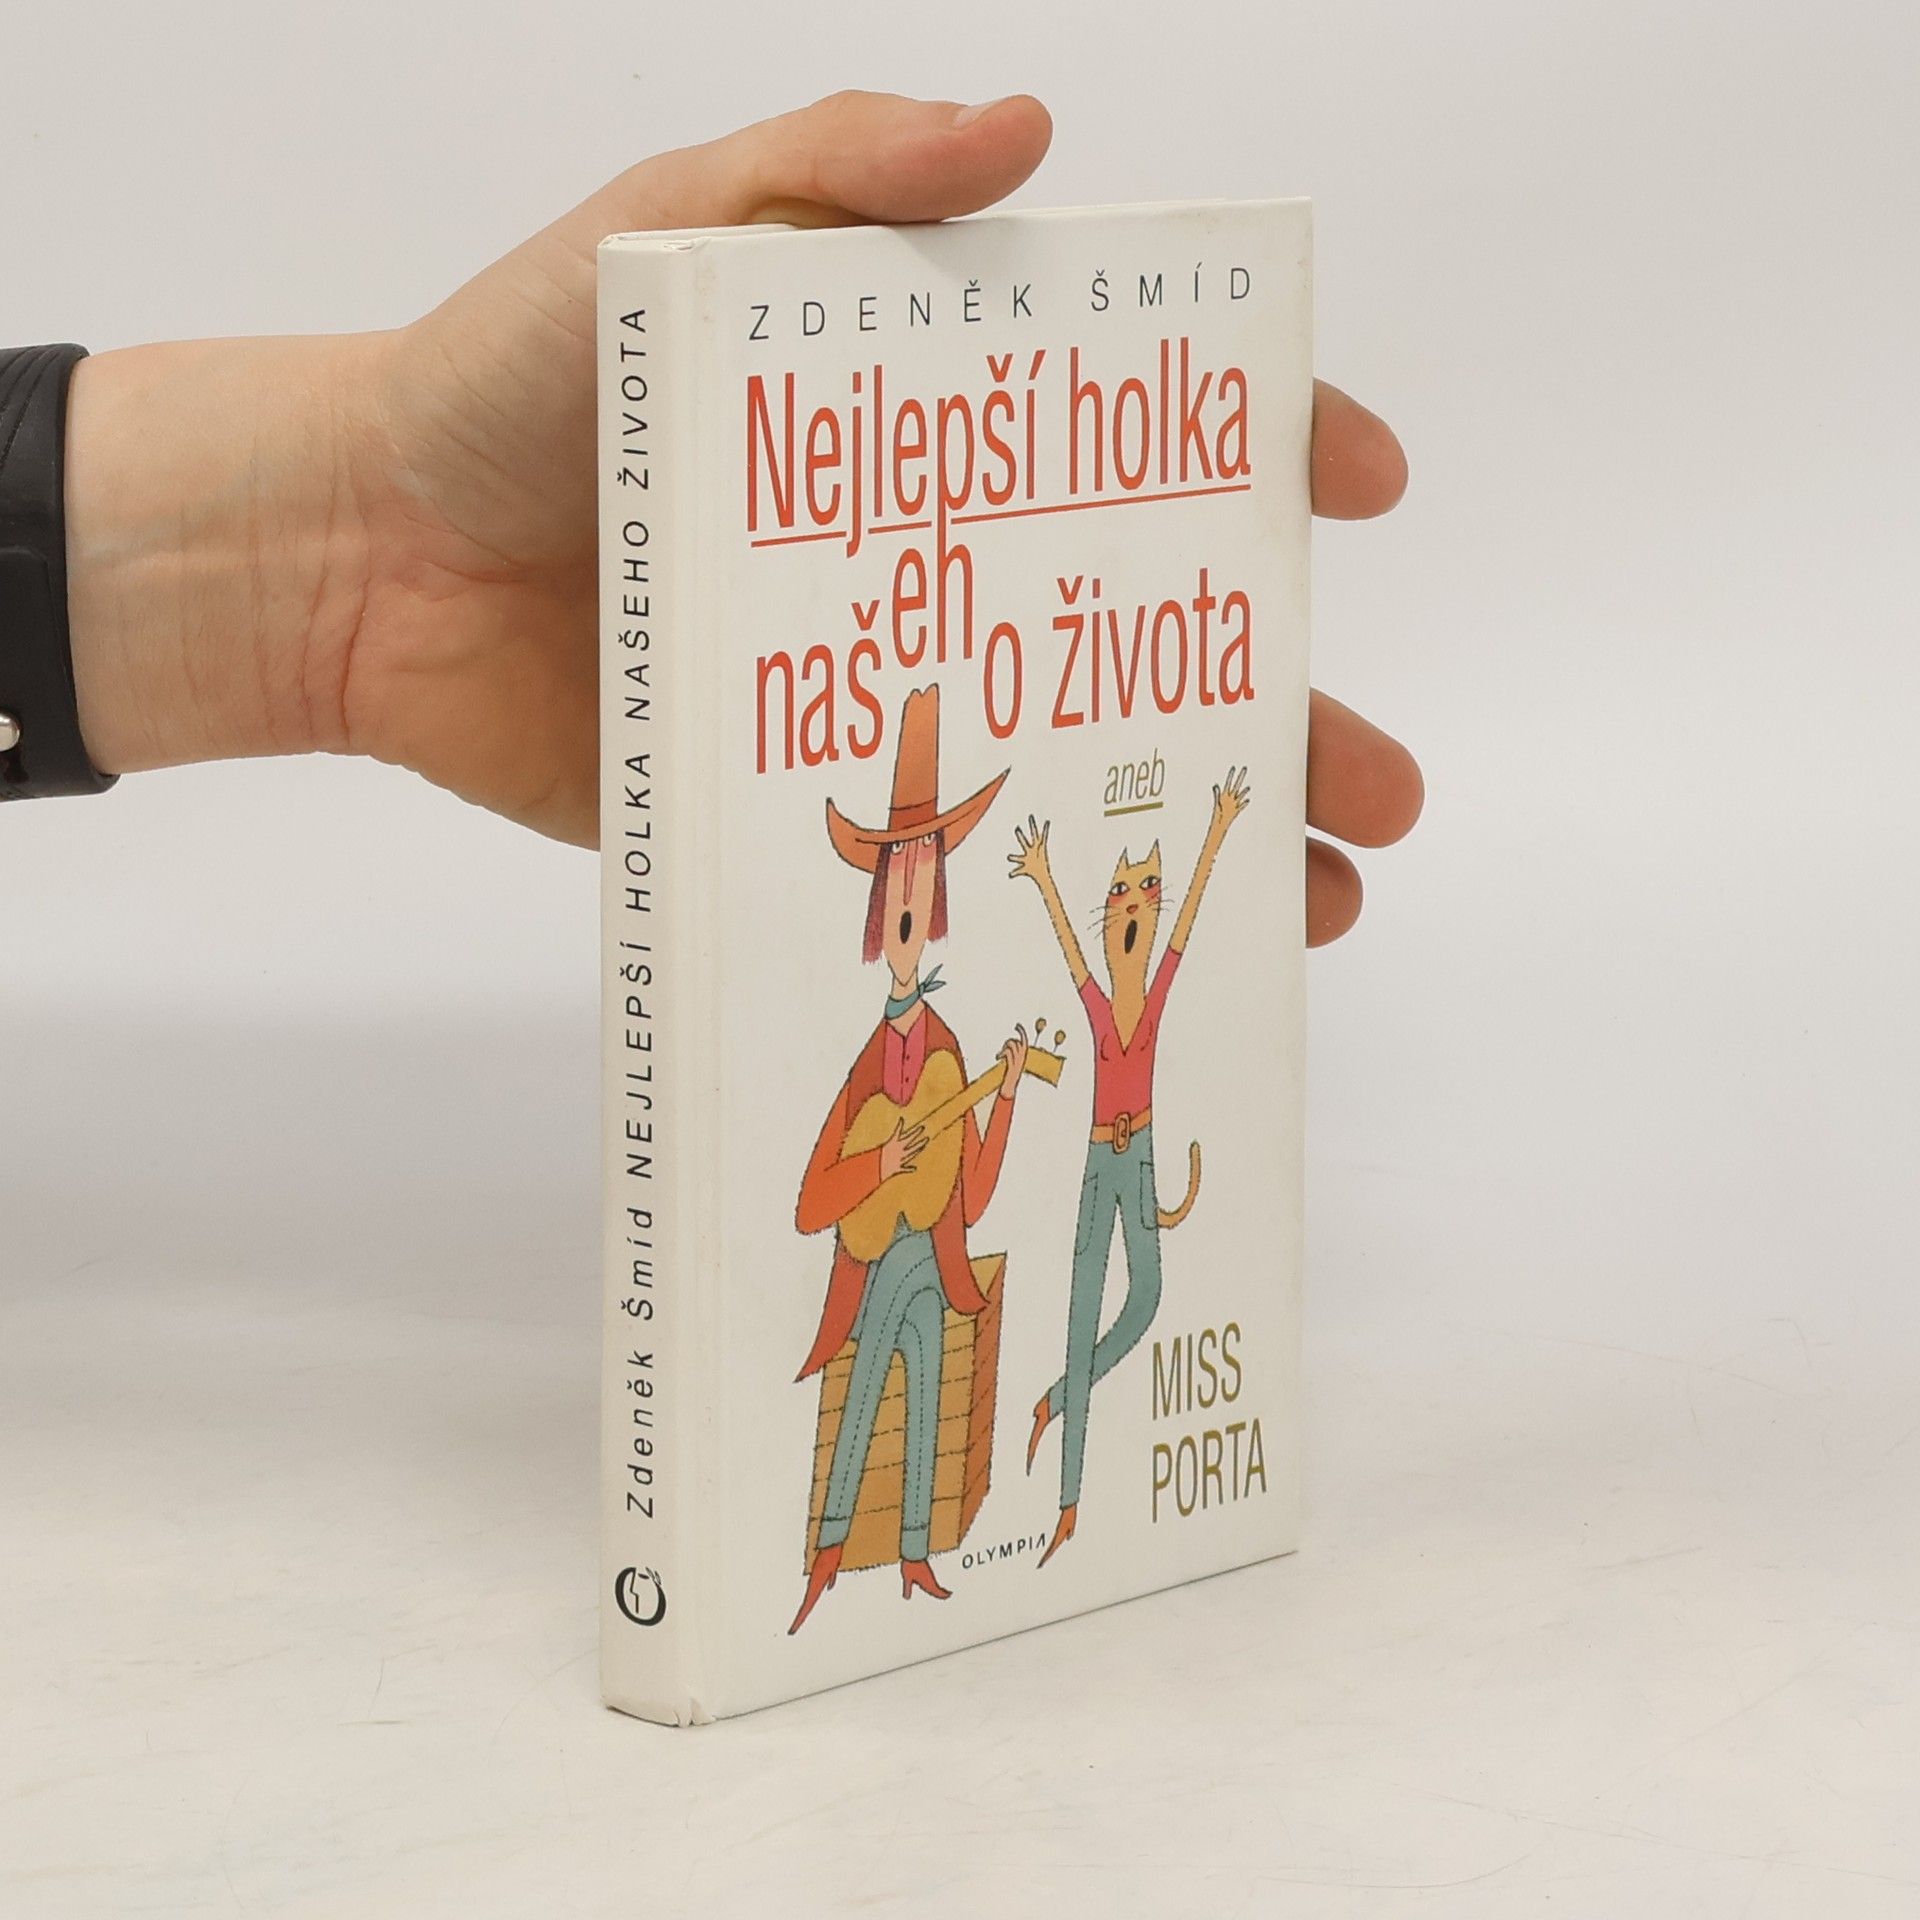 Zdeněk Šmíd NEJLEPŠÍ HOLKA NAŠEHO ŽIVOTA
ZDENĚK ŠMÍD
Nejlepší holka
našeho života
aneb
MISS
PORTA
OLYMPIA